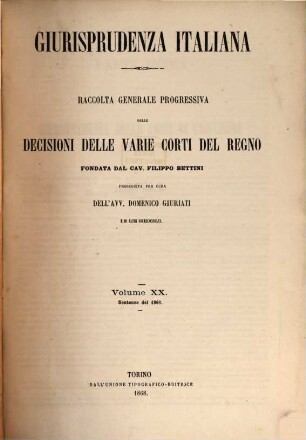 GIURISPRUDENZA ITALIANA
RACCOLTA GENERALE PROGRESSIVA
DELLE
DECISIONI DELLE VARIE CORTI DEL REGNO
FONDATA DAL CAV. FILIPPO BETTINI
PROSEGUITA PER CURA
DELL'AVV. DOMENICO GIURIATI
E DI ALTRI GIURECONSULTI.
Volume XX.
Sentenze del 1868.
TORINO
DALL'UNIONE TIPOGRAFICO-EDITRICE
1868.